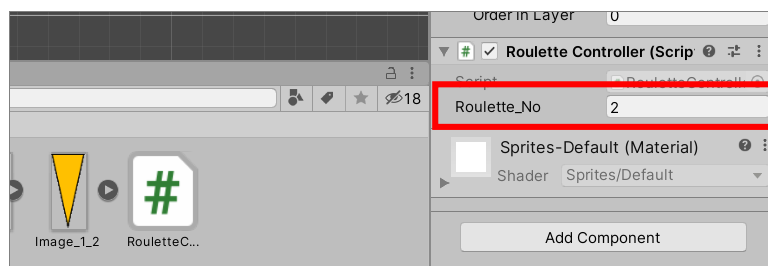 Order in Layer 0
# Roulette Controller (Scrip
Script RouletteControll
18
Roulette_No 2
Sprites-Default (Material)
Shader Sprites/Default
#
Image_1_2 RouletteC...
Add Component